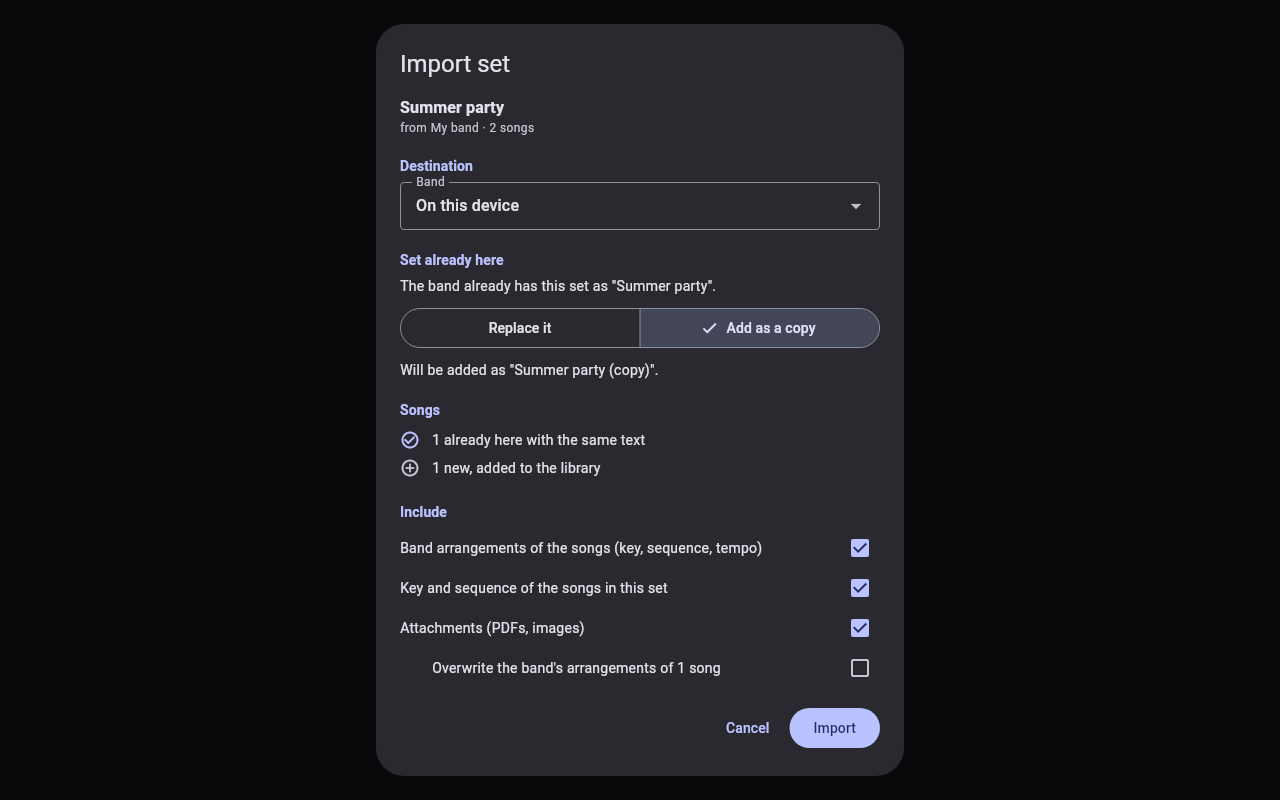 Import set
Summer party
from My band · 2 songs
Destination
Band
On this device
Set already here
The band already has this set as "Summer party".
Replace it
Add as a copy
Will be added as "Summer party (copy)".
Songs
1 already here with the same text
1 new, added to the library
Include
Band arrangements of the songs (key, sequence, tempo)
Key and sequence of the songs in this set
Attachments (PDFs, images)
Overwrite the band's arrangements of 1 song
Cancel
Import